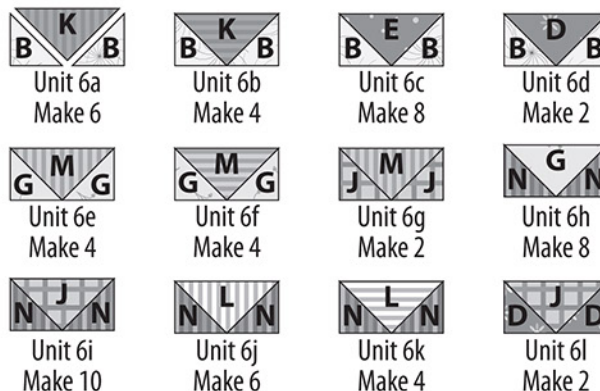 K K E D
B B B B B B B B
Unit 6a Unit 6b Unit 6c Unit 6d
Make 6 Make 4 Make 8 Make 2
M M M G
G G G G J J N N
Unit 6e Unit 6f Unit 6g Unit 6h
Make 4 Make 4 Make 2 Make 8
J L L J
N N N N N N D D
Unit 6i Unit 6j Unit 6k Unit 6l
Make 10 Make 6 Make 4 Make 2